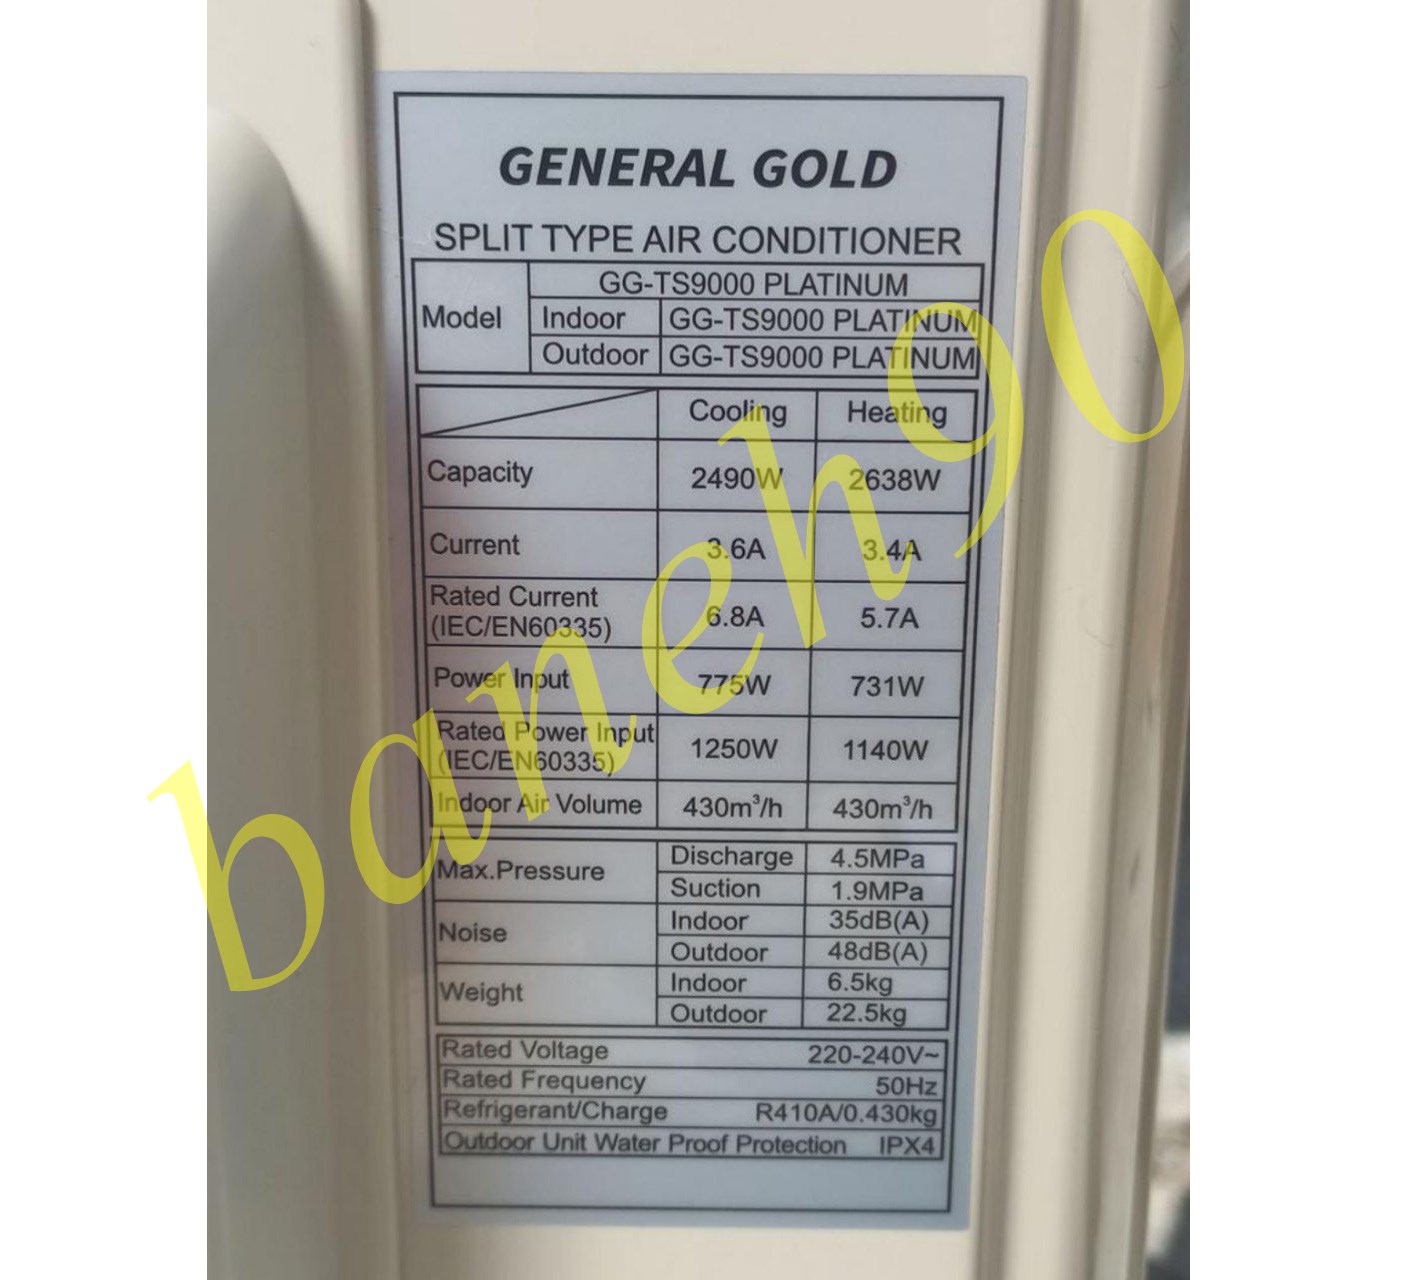 GENERAL GOLD
SPLIT TYPE AIR CONDITIONER
Model
GG-TS9000 PLATINUM
Indoor GG-TS9000 PLATINUM
Outdoor GG-TS9000 PLATINUM
Cooling Heating
Capacity 2490W 2638W
Current 3.6A 3.4A
Rated Current
(IEC/EN60335) 6.8A 5.7A
Power Input 775W 731W
Rated Power Input
(IEC/EN60335) 1250W 1140W
Indoor Air Volume 430m³/h 430m³/h
Max.Pressure
Discharge 4.5MPa
Suction 1.9MPa
Noise
Indoor 35dB(A)
Outdoor 48dB(A)
Weight
Indoor 6.5kg
Outdoor 22.5kg
Rated Voltage 220-240V~
Rated Frequency 50Hz
Refrigerant/Charge R410A/0.430kg
Outdoor Unit Water Proof Protection IPX4
baneh90